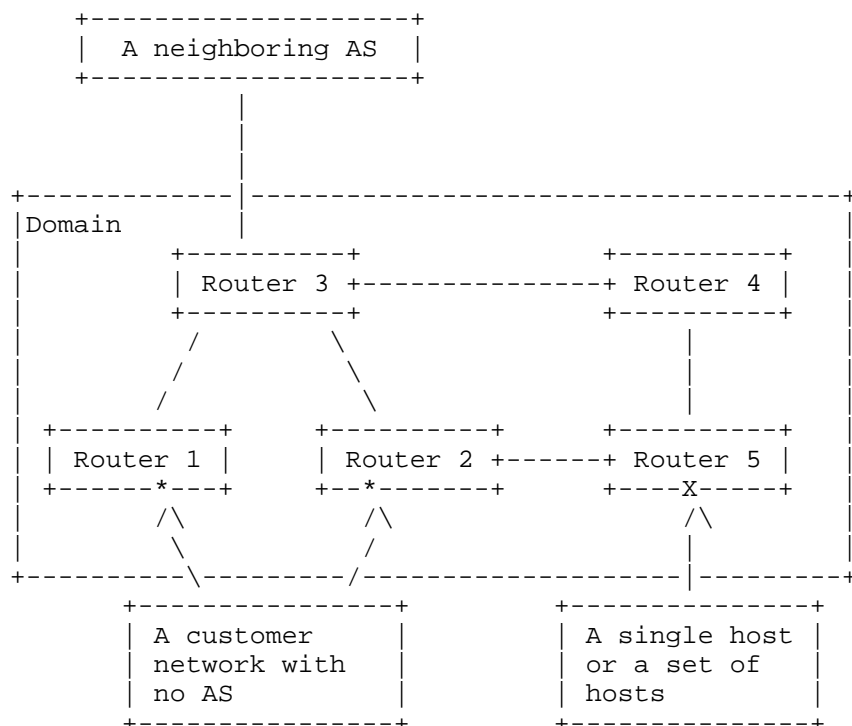 A neighboring AS
Domain
Router 3
Router 4
Router 1
Router 2
Router 5
*
*
X
A customer
network with
no AS
A single host
or a set of
hosts